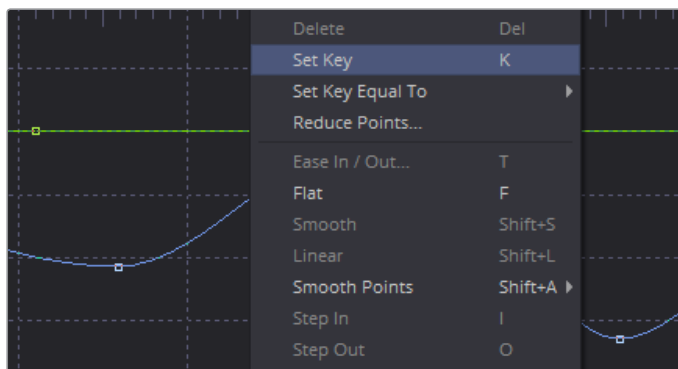 Delete Del
Set Key K
Set Key Equal To
Reduce Points...
Ease In / Out... T
Flat F
Smooth Shift+S
Linear Shift+L
Smooth Points Shift+A
Step In I
Step Out O